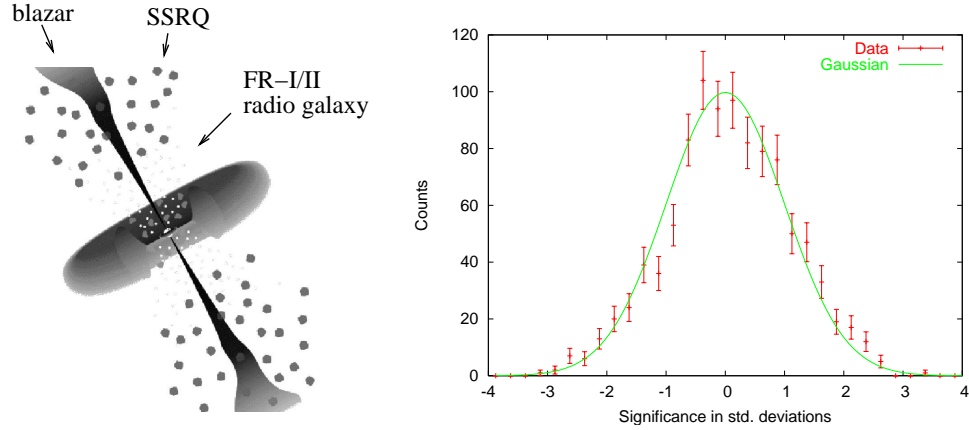 blazar
SSRQ
FR–I/II
radio galaxy
120
100
80
60
40
20
0
-4 -3 -2 -1 0 1 2 3 4
Counts
Significance in std. deviations
Data
Gaussian